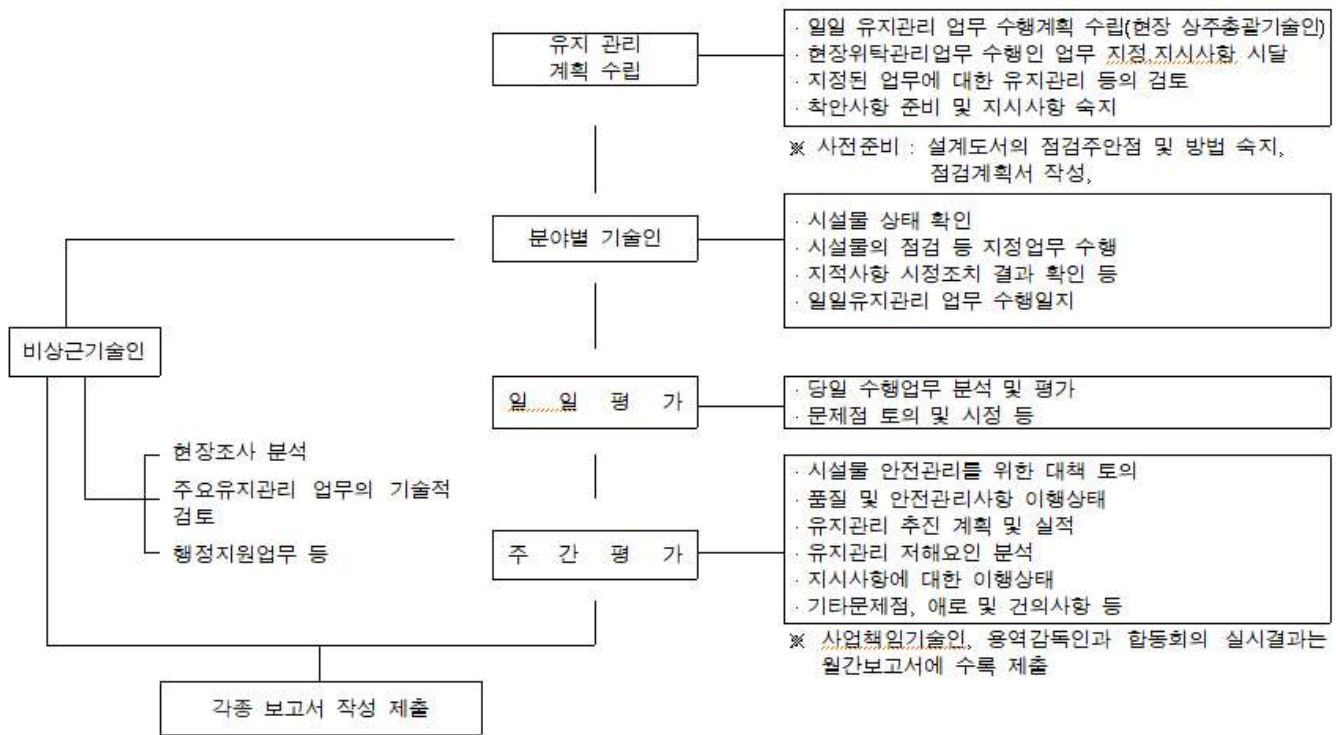 유지 관리
계획 수립
· 일일 유지관리 업무 수행계획 수립(현장 상주총괄기술인)
· 현장위탁관리업무 수행인 업무 지정,지시사항 시달
· 지정된 업무에 대한 유지관리 등의 검토
· 착안사항 준비 및 지시사항 숙지
※ 사전준비 : 설계도서의 점검주안점 및 방법 숙지,
점검계획서 작성,
분야별 기술인
· 시설물 상태 확인
· 시설물의 점검 등 지정업무 수행
· 지적사항 시정조치 결과 확인 등
· 일일유지관리 업무 수행일지
비상근기술인
현장조사 분석
주요유지관리 업무의 기술적
검토
행정지원업무 등
일 일 평 가
· 당일 수행업무 분석 및 평가
· 문제점 토의 및 시정 등
주 간 평 가
· 시설물 안전관리를 위한 대책 토의
· 품질 및 안전관리사항 이행상태
· 유지관리 추진 계획 및 실적
· 유지관리 저해요인 분석
· 지시사항에 대한 이행상태
· 기타문제점, 애로 및 건의사항 등
※ 사업책임기술인, 용역감독인과 합동회의 실시결과는
월간보고서에 수록 제출
각종 보고서 작성 제출